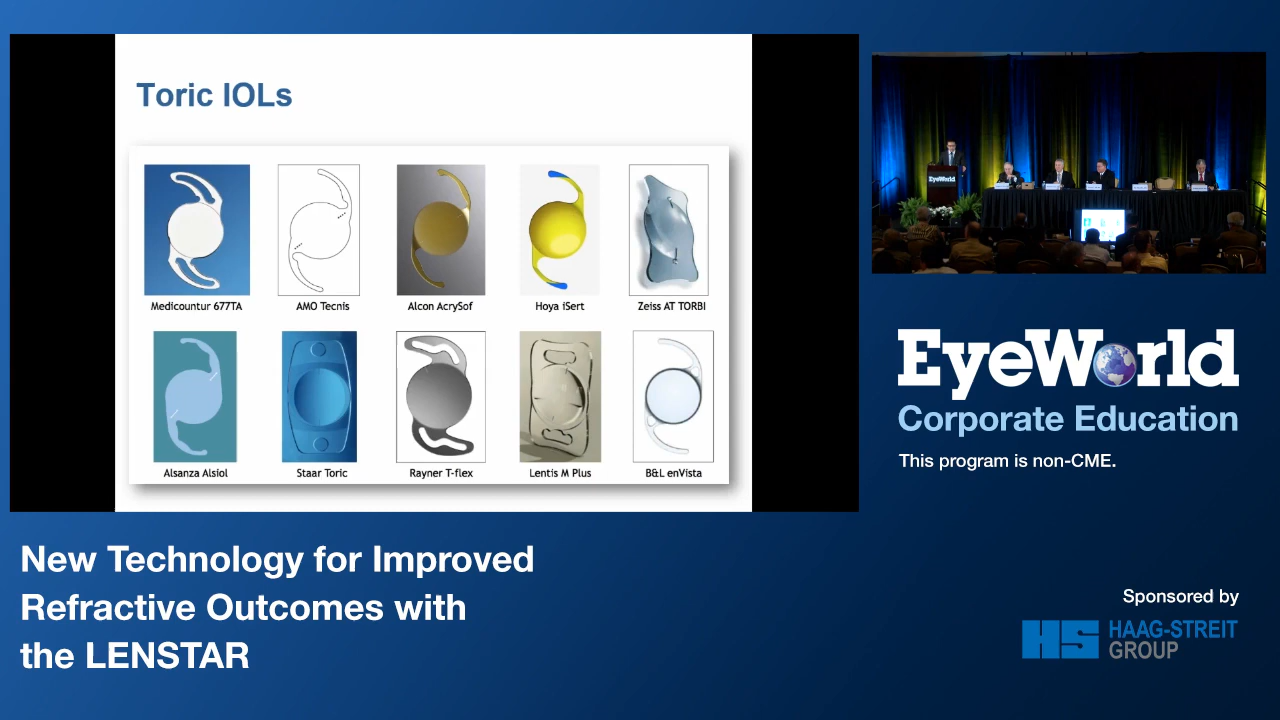 Toric IOLs
Medicountur 677TA
AMO Tecnis
Alcon AcrySof
Hoya iSert
Zeiss AT TORBI
Alsanza Alsiol
Staar Toric
Rayner T-flex
Lentis M Plus
B&L enVista
EyeWorld
EyeWorld
Corporate Education
This program is non-CME.
New Technology for Improved
Refractive Outcomes with
the LENSTAR
Sponsored by
HS HAAG-STREIT
GROUP